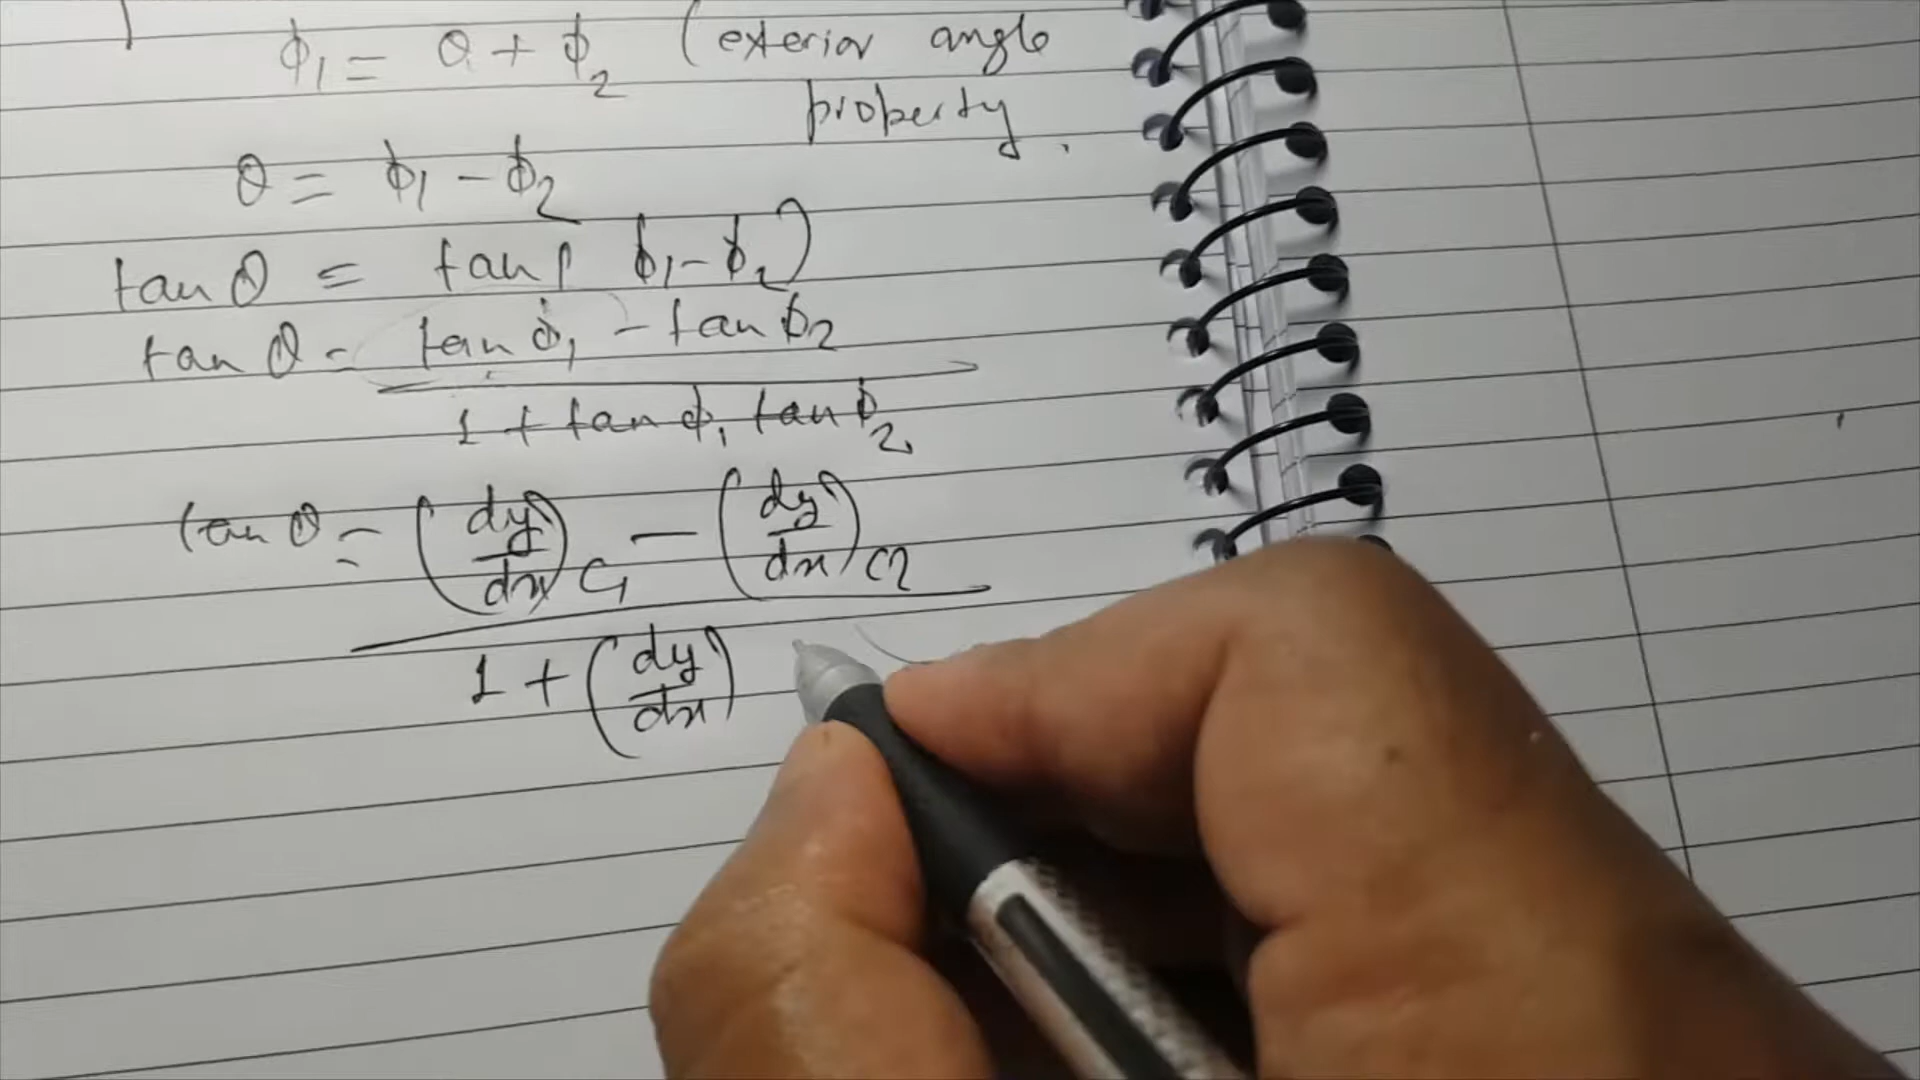 ϕ₁ = θ + ϕ₂ (exterior angle
property.
θ = ϕ₁ - ϕ₂
tan θ = tan( ϕ₁ - ϕ₂)
tan θ = tan ϕ₁ - tan ϕ₂
1 + tan ϕ₁ tan ϕ₂
tan θ = (dy/dx) C₁ - (dy/dx) C2
1 + (dy/dx)